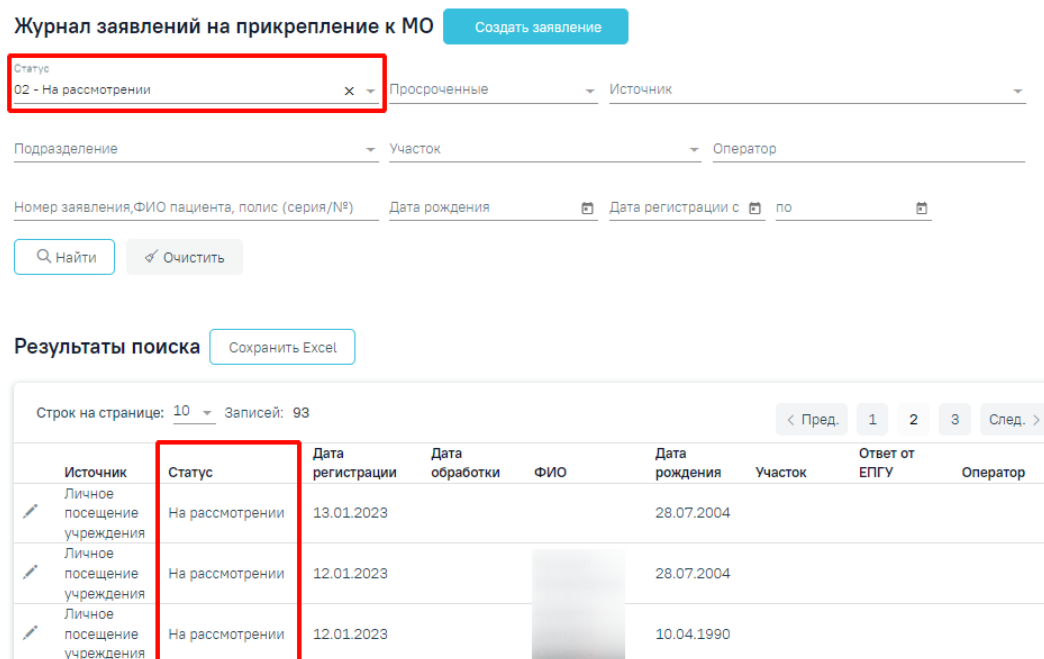 Журнал заявлений на прикрепление к МО Создать заявление
Статус
02 - На рассмотрении x Просроченные Источник
Подразделение Участок Оператор
Номер заявления,ФИО пациента, полис (серия/№) Дата рождения Дата регистрации с по
Найти Очистить
Результаты поиска Сохранить Excel
Строк на странице: 10 Записей: 93 < Пред. 1 2 3 След. >
Источник Статус Дата регистрации Дата обработки ФИО Дата рождения Участок Ответ от ЕПГУ Оператор
Личное посещение учреждения На рассмотрении 13.01.2023 28.07.2004
Личное посещение учреждения На рассмотрении 12.01.2023 28.07.2004
Личное посещение учреждения На рассмотрении 12.01.2023 10.04.1990